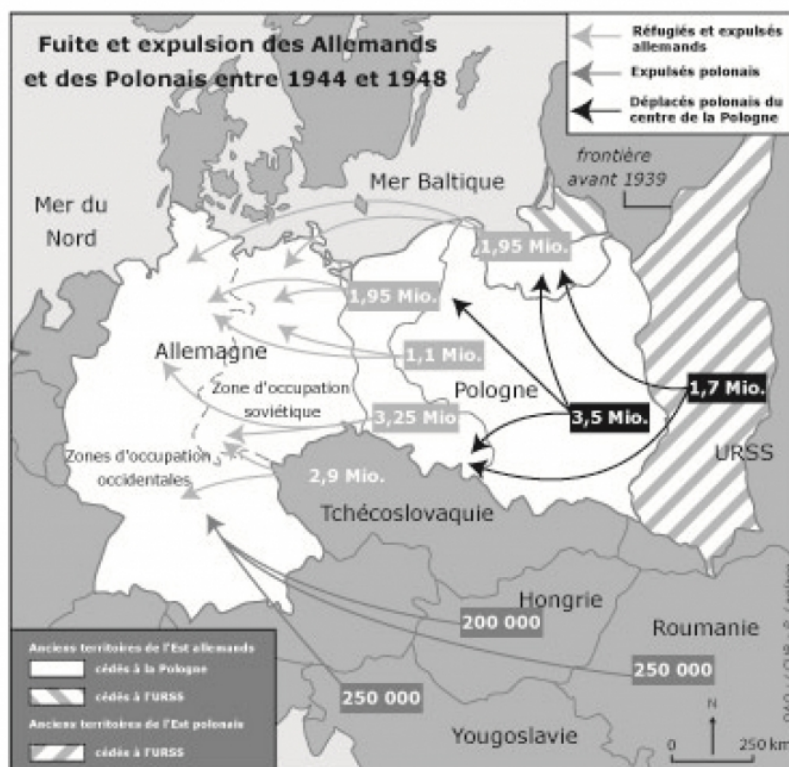 Fuite et expulsion des Allemands
et des Polonais entre 1944 et 1948
Réfugiés et expulsés
allemands
Expulsés polonais
Déplacés polonais du
centre de la Pologne
frontière
avant 1939
Mer Baltique
Mer du
Nord
1,95 Mio.
1,95 Mio.
1,1 Mio.
Allemagne
Pologne
Zone d'occupation
soviétique
3,25 Mio
3,5 Mio.
1,7 Mio.
URSS
Zones d'occupation
occidentales
2,9 Mio.
Tchécoslovaquie
Hongrie
200 000
Roumanie
250 000
250 000
Yougoslavie
Anciens territoires de l'Est allemands
cédés à la Pologne
cédés à l'URSS
Anciens territoires de l'Est polonais
cédés à l'URSS
N
0 250 km